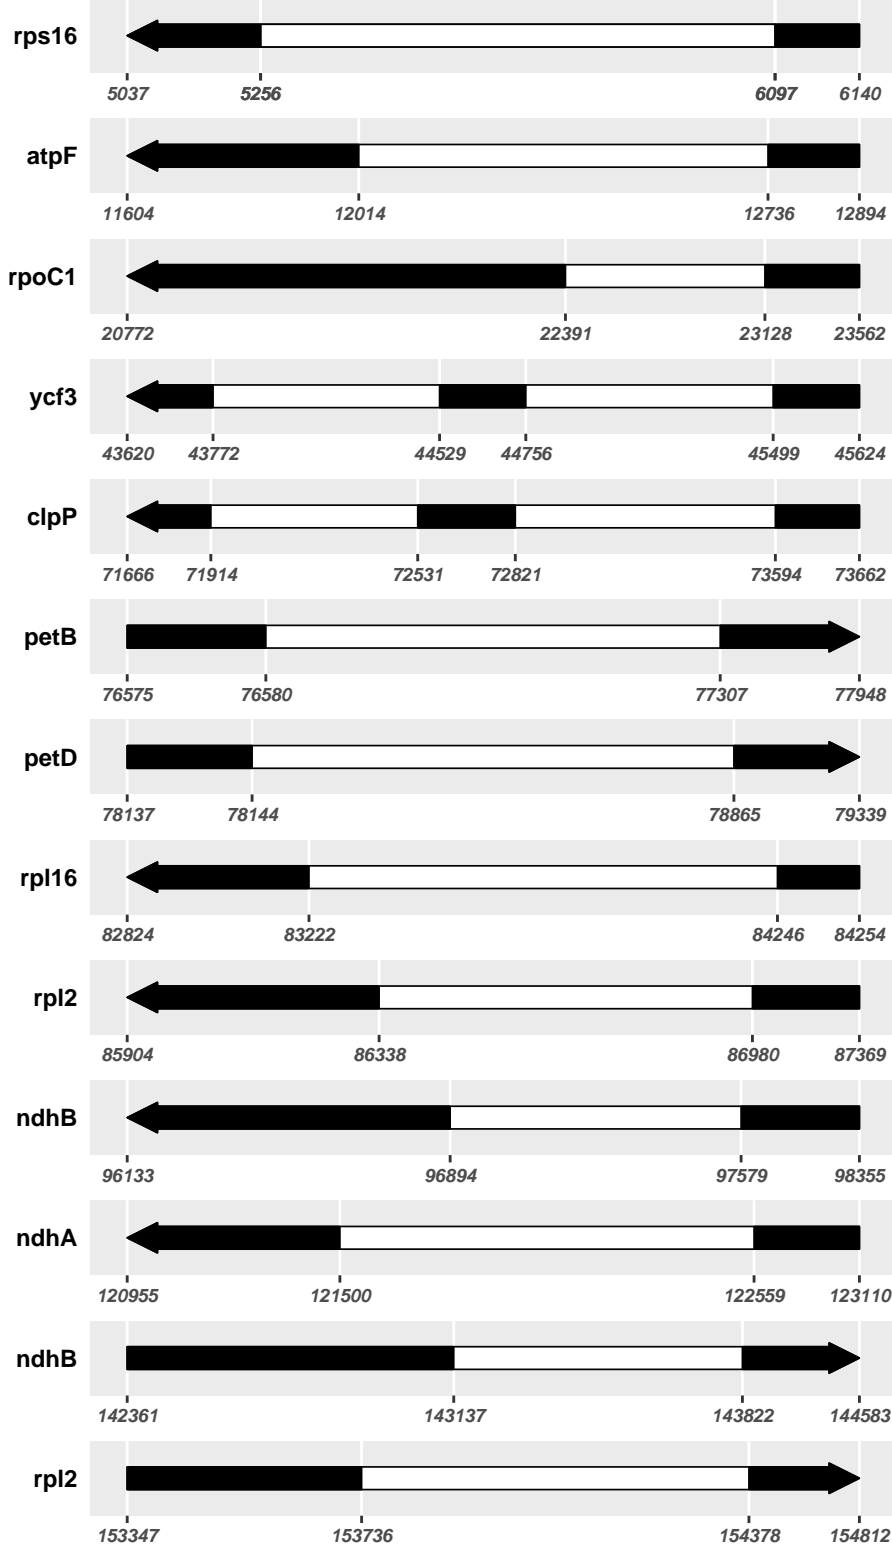 rps16
5037 5256 6097 6140
atpF
11604 12014 12736 12894
rpoC1
20772 22391 23128 23562
ycf3
43620 43772 44529 44756 45499 45624
clpP
71666 71914 72531 72821 73594 73662
petB
76575 76580 77307 77948
petD
78137 78144 78865 79339
rpl16
82824 83222 84246 84254
rpl2
85904 86338 86980 87369
ndhB
96133 96894 97579 98355
ndhA
120955 121500 122559 123110
ndhB
142361 143137 143822 144583
rpl2
153347 153736 154378 154812